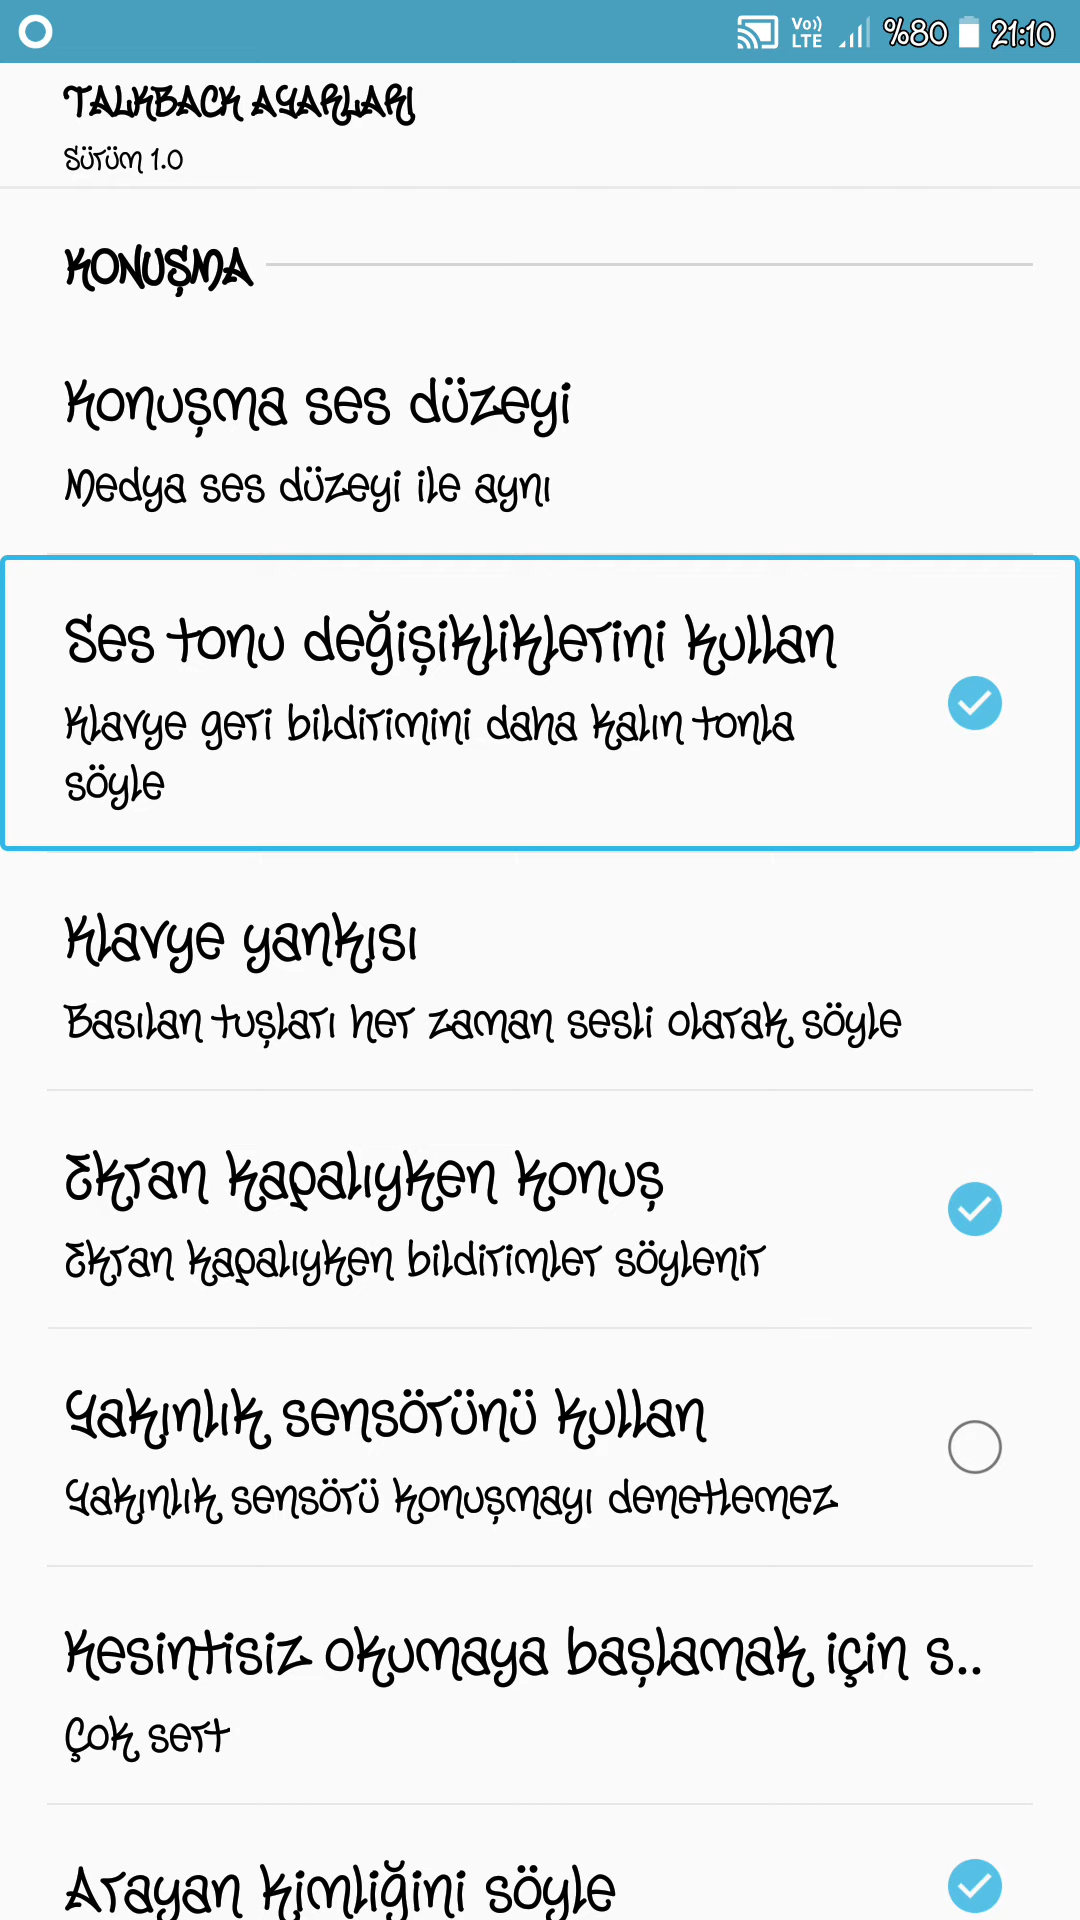 Vo)) LTE %80 21:10
TALKBACK AYARLARI
Sürüm 1.0
KONUŞMA
Konuşma ses düzeyi
Medya ses düzeyi ile aynı
Ses tonu değişikliklerini kullan
Klavye geri bildirimini daha kalın tonla
söyle
Klavye yankısı
Basılan tuşları her zaman sesli olarak söyle
Ekran kapalıyken konuş
Ekran kapalıyken bildirimler söylenir
Yakınlık sensörünü kullan
Yakınlık sensörü konuşmayı denetlemez
Kesintisiz okumaya başlamak için s..
Çok sert
Arayan kimliğini söyle